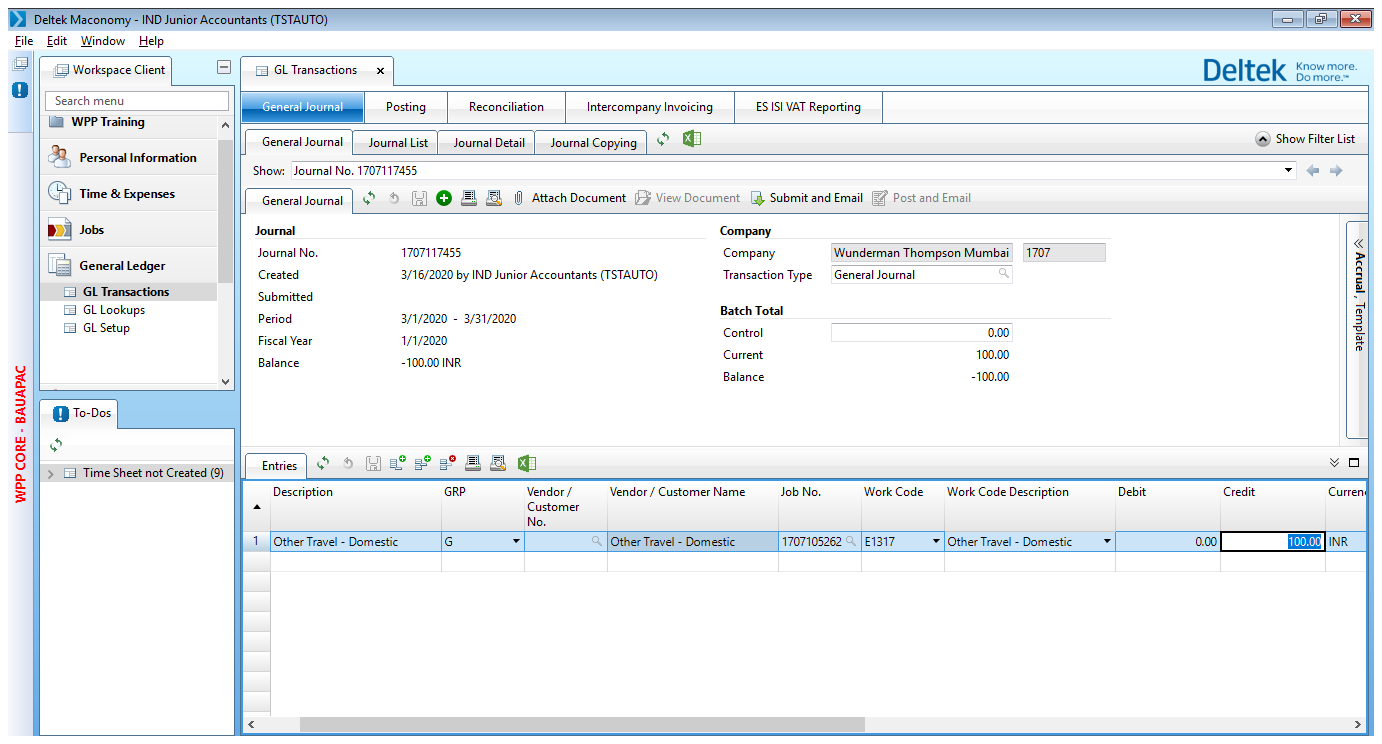 Deltek Maconomy - IND Junior Accountants (TSTAUTO)
File Edit Window Help
Workspace Client
GL Transactions
Deltek Know more. Do more.™
Search menu
WPP Training
Personal Information
Time & Expenses
Jobs
General Ledger
GL Transactions
GL Lookups
GL Setup
WPP CORE - BAUAPAC
To-Dos
Time Sheet not Created (9)
General Journal Posting Reconciliation Intercompany Invoicing ES ISI VAT Reporting
General Journal Journal List Journal Detail Journal Copying Show Filter List
Show: Journal No. 1707117455
General Journal Attach Document View Document Submit and Email Post and Email
Journal
Journal No. 1707117455
Created 3/16/2020 by IND Junior Accountants (TSTAUTO)
Submitted
Period 3/1/2020 - 3/31/2020
Fiscal Year 1/1/2020
Balance -100.00 INR
Company
Company Wunderman Thompson Mumbai 1707
Transaction Type General Journal
Batch Total
Control 0.00
Current 100.00
Balance -100.00
Accrual, Template
Entries
Description GRP Vendor / Customer No. Vendor / Customer Name Job No. Work Code Work Code Description Debit Credit Curren
1 Other Travel - Domestic G Other Travel - Domestic 1707105262 E1317 Other Travel - Domestic 0.00 100.00 INR